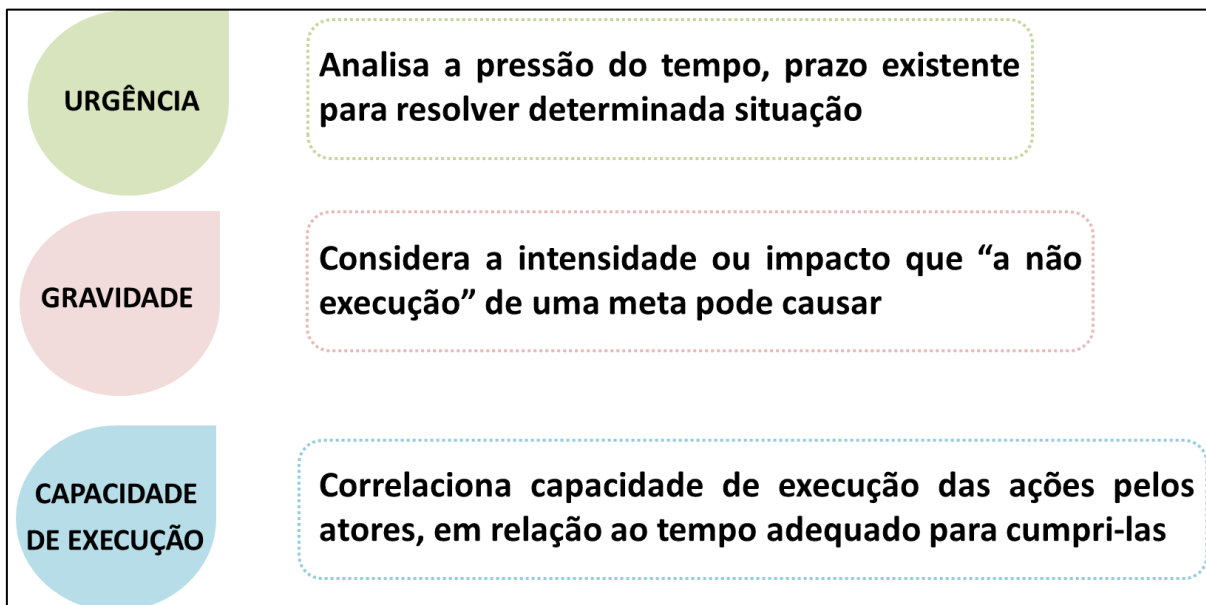 URGÊNCIA
Analisa a pressão do tempo, prazo existente
para resolver determinada situação
GRAVIDADE
Considera a intensidade ou impacto que “a não
execução” de uma meta pode causar
CAPACIDADE
DE EXECUÇÃO
Correlaciona capacidade de execução das ações pelos
atores, em relação ao tempo adequado para cumpri-las